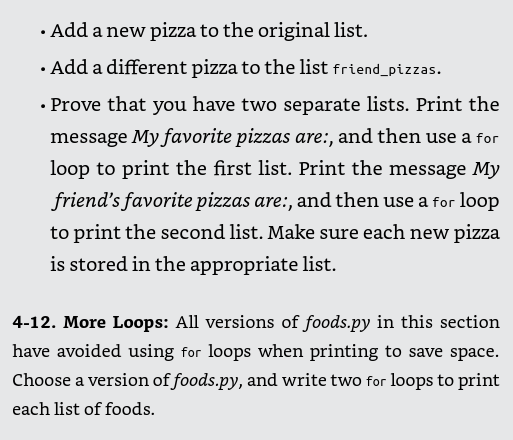 • Add a new pizza to the original list.
• Add a different pizza to the list friend_pizzas.
• Prove that you have two separate lists. Print the
message My favorite pizzas are:, and then use a for
loop to print the first list. Print the message My
friend’s favorite pizzas are:, and then use a for loop
to print the second list. Make sure each new pizza
is stored in the appropriate list.
4-12. More Loops: All versions of foods.py in this section
have avoided using for loops when printing to save space.
Choose a version of foods.py, and write two for loops to print
each list of foods.